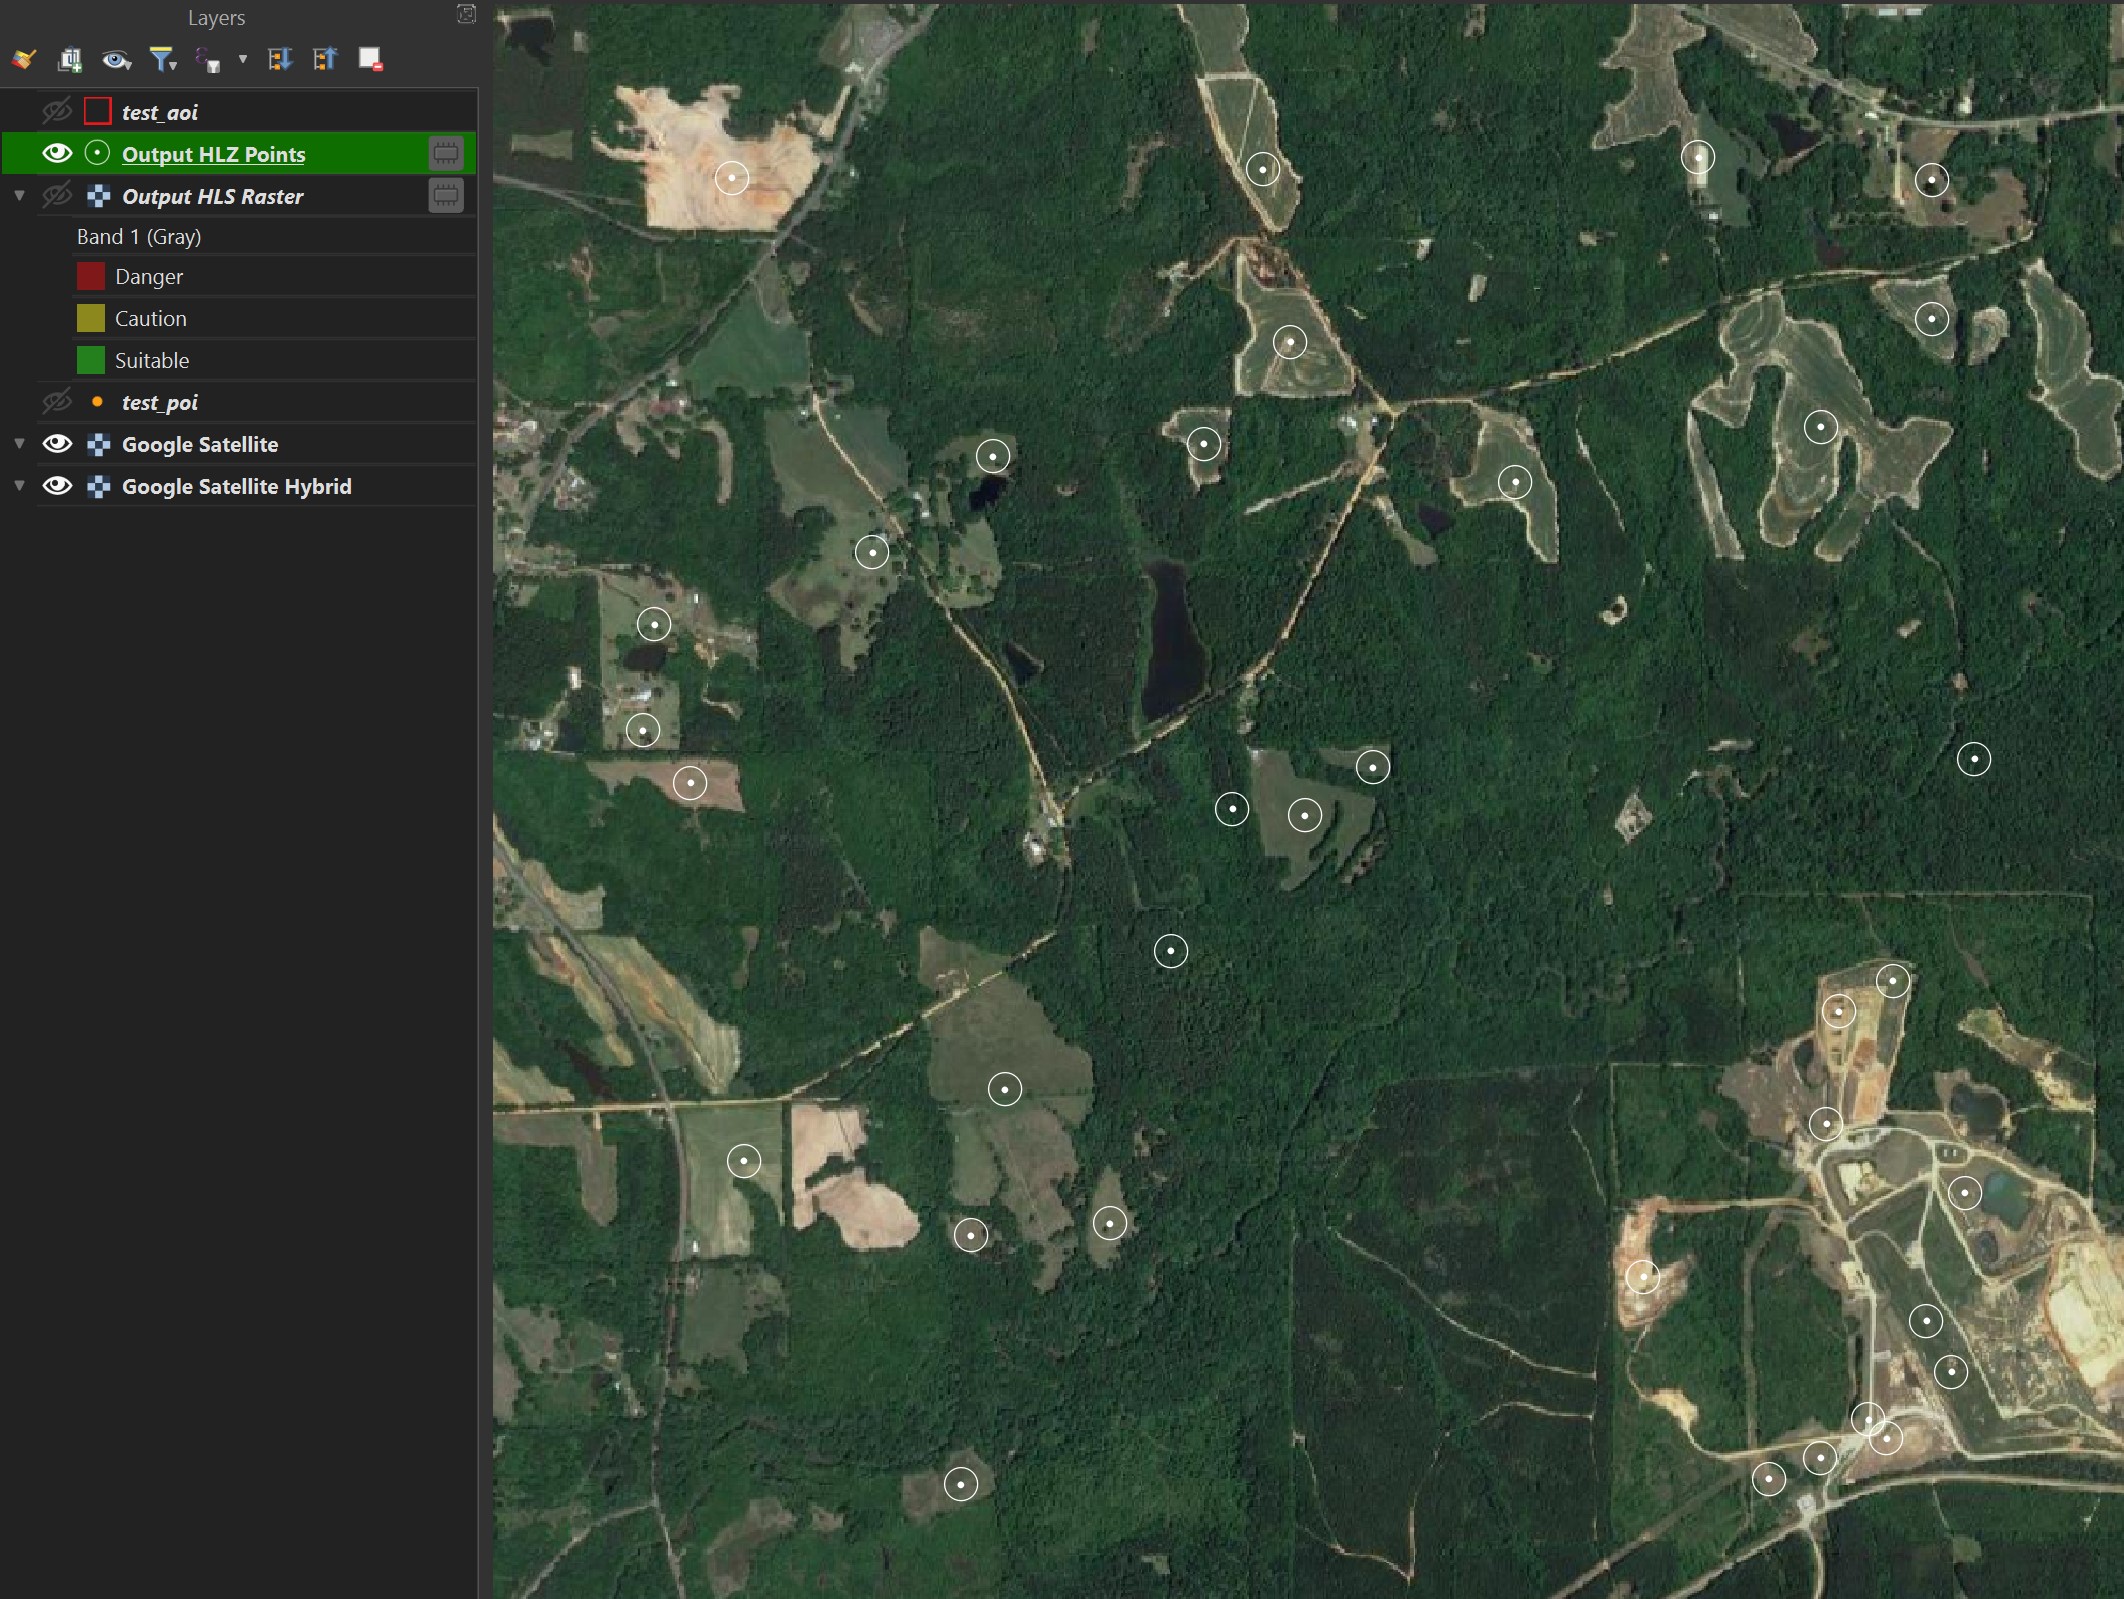 Layers
test_aoi
Output HLZ Points
Output HLS Raster
Band 1 (Gray)
Danger
Caution
Suitable
test_poi
Google Satellite
Google Satellite Hybrid